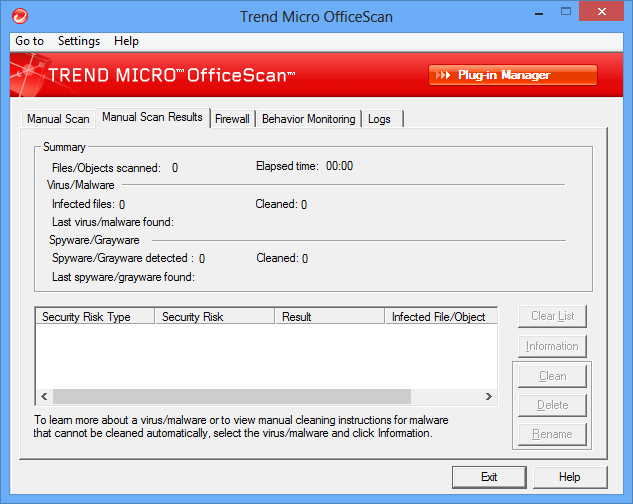 Trend Micro OfficeScan
Go to Settings Help
TREND MICRO™ OfficeScan™
Plug-in Manager
Manual Scan Manual Scan Results Firewall Behavior Monitoring Logs
Summary
Files/Objects scanned: 0 Elapsed time: 00:00
Virus/Malware
Infected files: 0 Cleaned: 0
Last virus/malware found:
Spyware/Grayware
Spyware/Grayware detected : 0 Cleaned: 0
Last spyware/grayware found:
Security Risk Type Security Risk Result Infected File/Object
Clear List
Information
Clean
Delete
Rename
To learn more about a virus/malware or to view manual cleaning instructions for malware
that cannot be cleaned automatically, select the virus/malware and click Information.
Exit Help